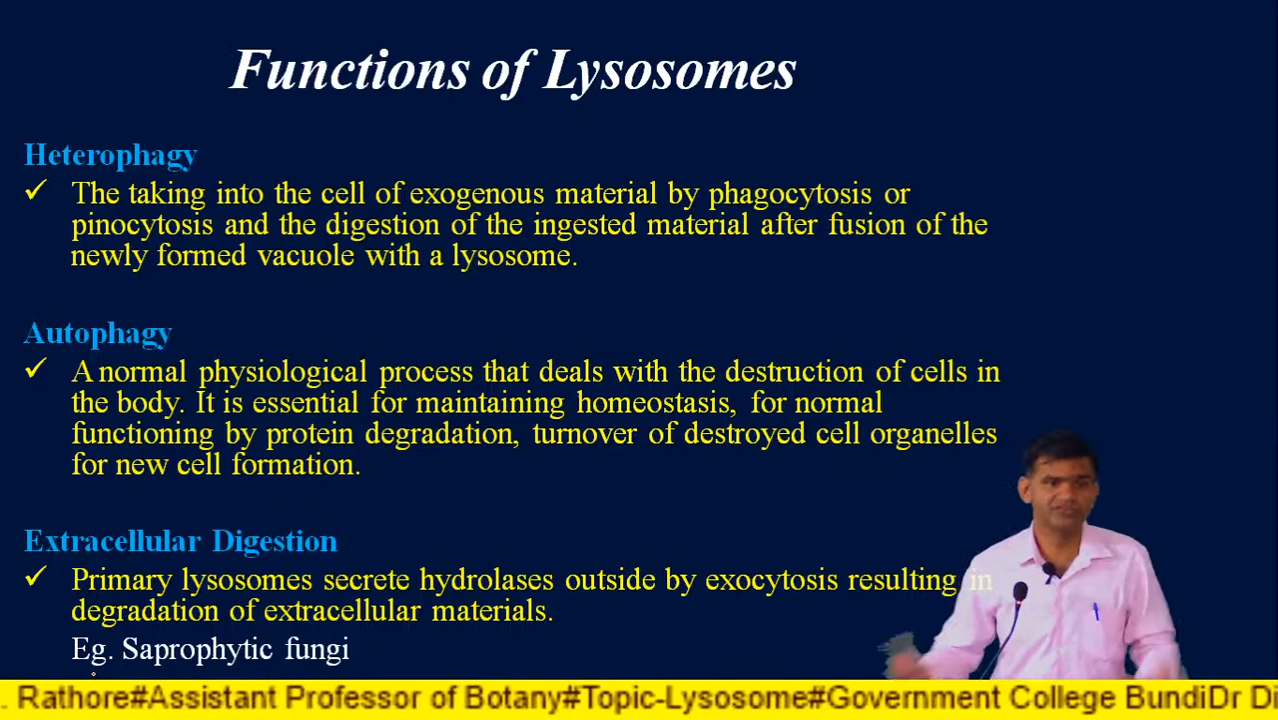 Functions of Lysosomes
Heterophagy
✓ The taking into the cell of exogenous material by phagocytosis or
pinocytosis and the digestion of the ingested material after fusion of the
newly formed vacuole with a lysosome.
Autophagy
✓ A normal physiological process that deals with the destruction of cells in
the body. It is essential for maintaining homeostasis, for normal
functioning by protein degradation, turnover of destroyed cell organelles
for new cell formation.
Extracellular Digestion
✓ Primary lysosomes secrete hydrolases outside by exocytosis resulting in
degradation of extracellular materials.
Eg. Saprophytic fungi
. Rathore#Assistant Professor of Botany#Topic-Lysosome#Government College BundiDr Di